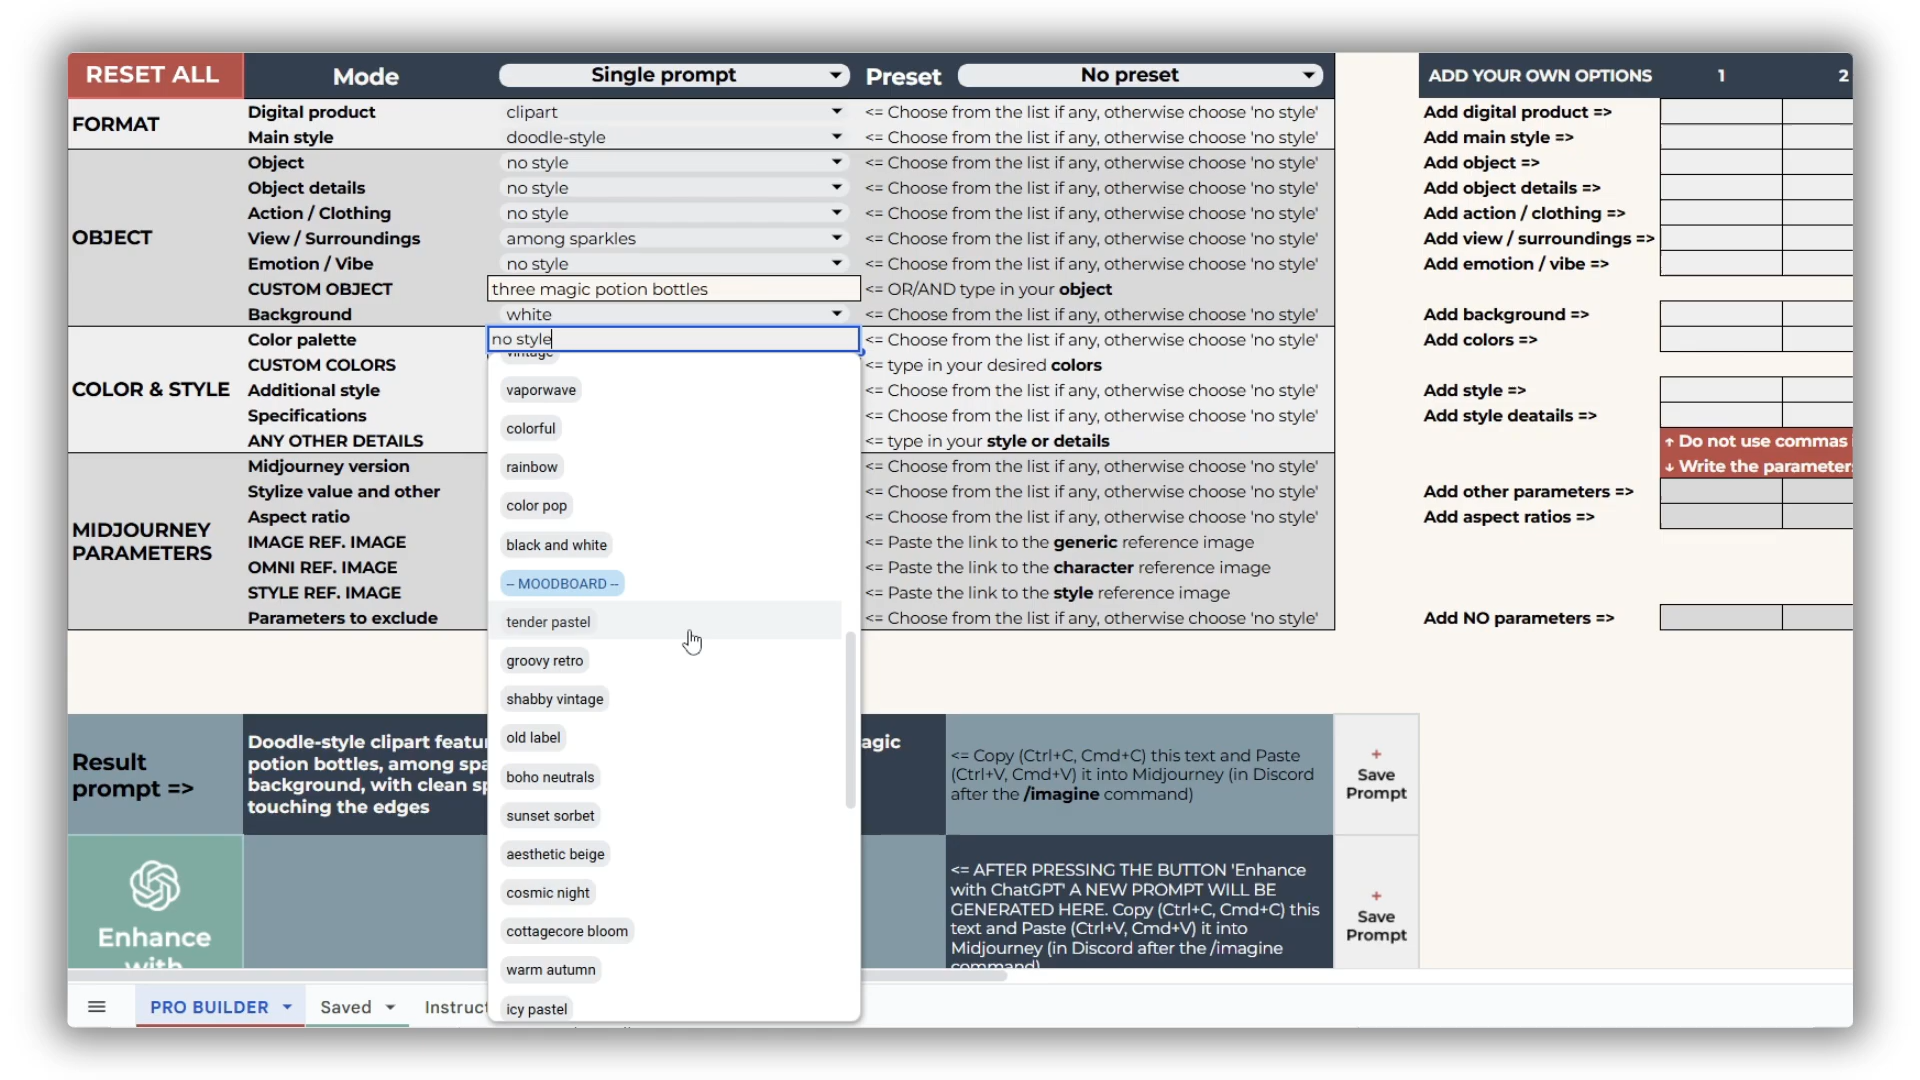 RESET ALL Mode Single prompt Preset No preset ADD YOUR OWN OPTIONS 1 2
FORMAT
Digital product clipart <= Choose from the list if any, otherwise choose 'no style' Add digital product =>
Main style doodle-style <= Choose from the list if any, otherwise choose 'no style' Add main style =>
OBJECT
Object no style <= Choose from the list if any, otherwise choose 'no style' Add object =>
Object details no style <= Choose from the list if any, otherwise choose 'no style' Add object details =>
Action / Clothing no style <= Choose from the list if any, otherwise choose 'no style' Add action / clothing =>
View / Surroundings among sparkles <= Choose from the list if any, otherwise choose 'no style' Add view / surroundings =>
Emotion / Vibe no style <= Choose from the list if any, otherwise choose 'no style' Add emotion / vibe =>
CUSTOM OBJECT three magic potion bottles <= OR/AND type in your object
Background white <= Choose from the list if any, otherwise choose 'no style' Add background =>
COLOR & STYLE
Color palette no style <= Choose from the list if any, otherwise choose 'no style' Add colors =>
CUSTOM COLORS <= type in your desired colors
Additional style <= Choose from the list if any, otherwise choose 'no style' Add style =>
Specifications <= Choose from the list if any, otherwise choose 'no style' Add style deatails =>
ANY OTHER DETAILS <= type in your style or details ↑ Do not use commas
MIDJOURNEY
PARAMETERS
Midjourney version <= Choose from the list if any, otherwise choose 'no style' ↓ Write the parameter
Stylize value and other <= Choose from the list if any, otherwise choose 'no style' Add other parameters =>
Aspect ratio <= Choose from the list if any, otherwise choose 'no style' Add aspect ratios =>
IMAGE REF. IMAGE <= Paste the link to the generic reference image
OMNI REF. IMAGE <= Paste the link to the character reference image
STYLE REF. IMAGE <= Paste the link to the style reference image
Parameters to exclude <= Choose from the list if any, otherwise choose 'no style' Add NO parameters =>
vintage
vaporwave
colorful
rainbow
color pop
black and white
-- MOODBOARD --
tender pastel
groovy retro
shabby vintage
old label
boho neutrals
sunset sorbet
aesthetic beige
cosmic night
cottagecore bloom
warm autumn
icy pastel
Result
prompt =>
Doodle-style clipart featu agic
potion bottles, among spa
background, with clean sp
touching the edges
<= Copy (Ctrl+C, Cmd+C) this text and Paste
(Ctrl+V, Cmd+V) it into Midjourney (in Discord
after the /imagine command)
+
Save
Prompt
Enhance
with
<= AFTER PRESSING THE BUTTON 'Enhance
with ChatGPT' A NEW PROMPT WILL BE
GENERATED HERE. Copy (Ctrl+C, Cmd+C) this
text and Paste (Ctrl+V, Cmd+V) it into
Midjourney (in Discord after the /imagine
command)
+
Save
Prompt
PRO BUILDER Saved Instruc